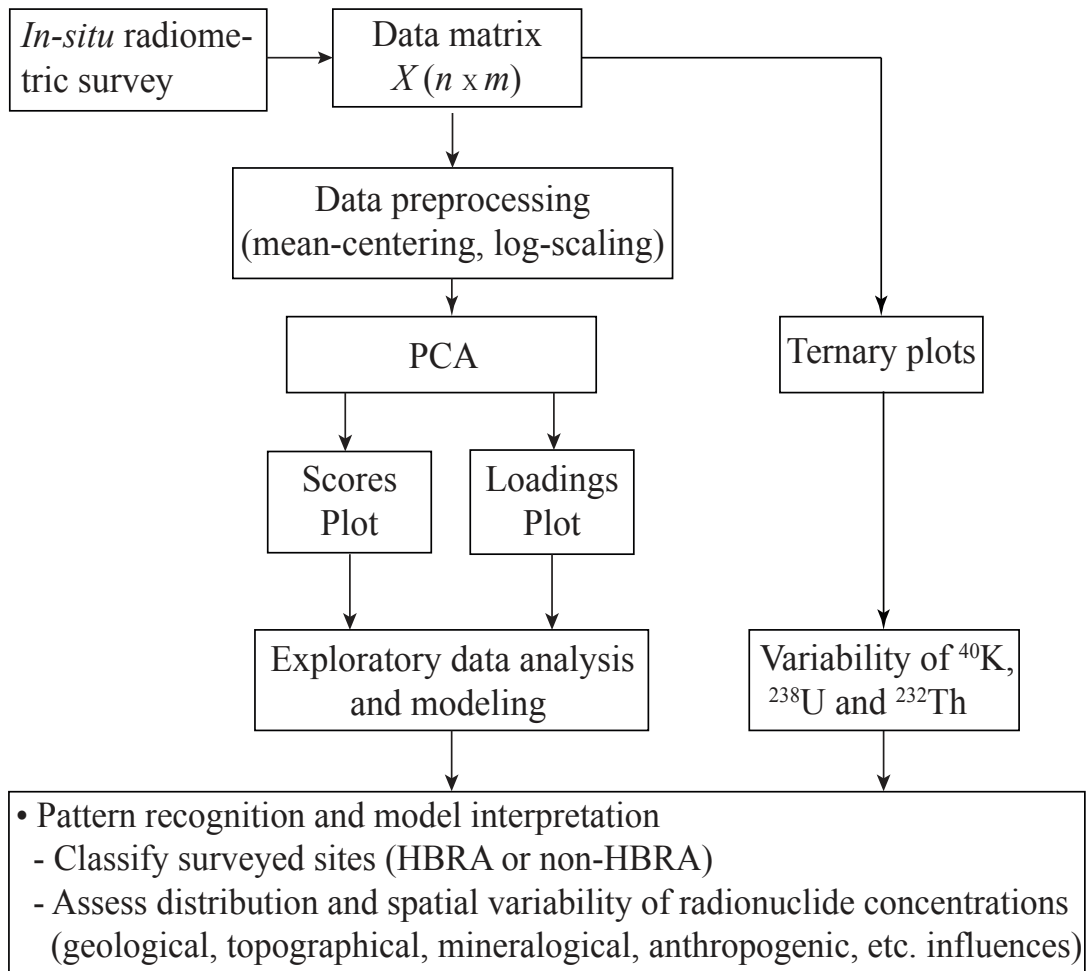 In-situ radiome-
tric survey
Data matrix
X (n x m)
Data preprocessing
(mean-centering, log-scaling)
PCA
Ternary plots
Scores
Plot
Loadings
Plot
Exploratory data analysis
and modeling
Variability of ⁴⁰K,
²³⁸U and ²³²Th
• Pattern recognition and model interpretation
- Classify surveyed sites (HBRA or non-HBRA)
- Assess distribution and spatial variability of radionuclide concentrations
(geological, topographical, mineralogical, anthropogenic, etc. influences)